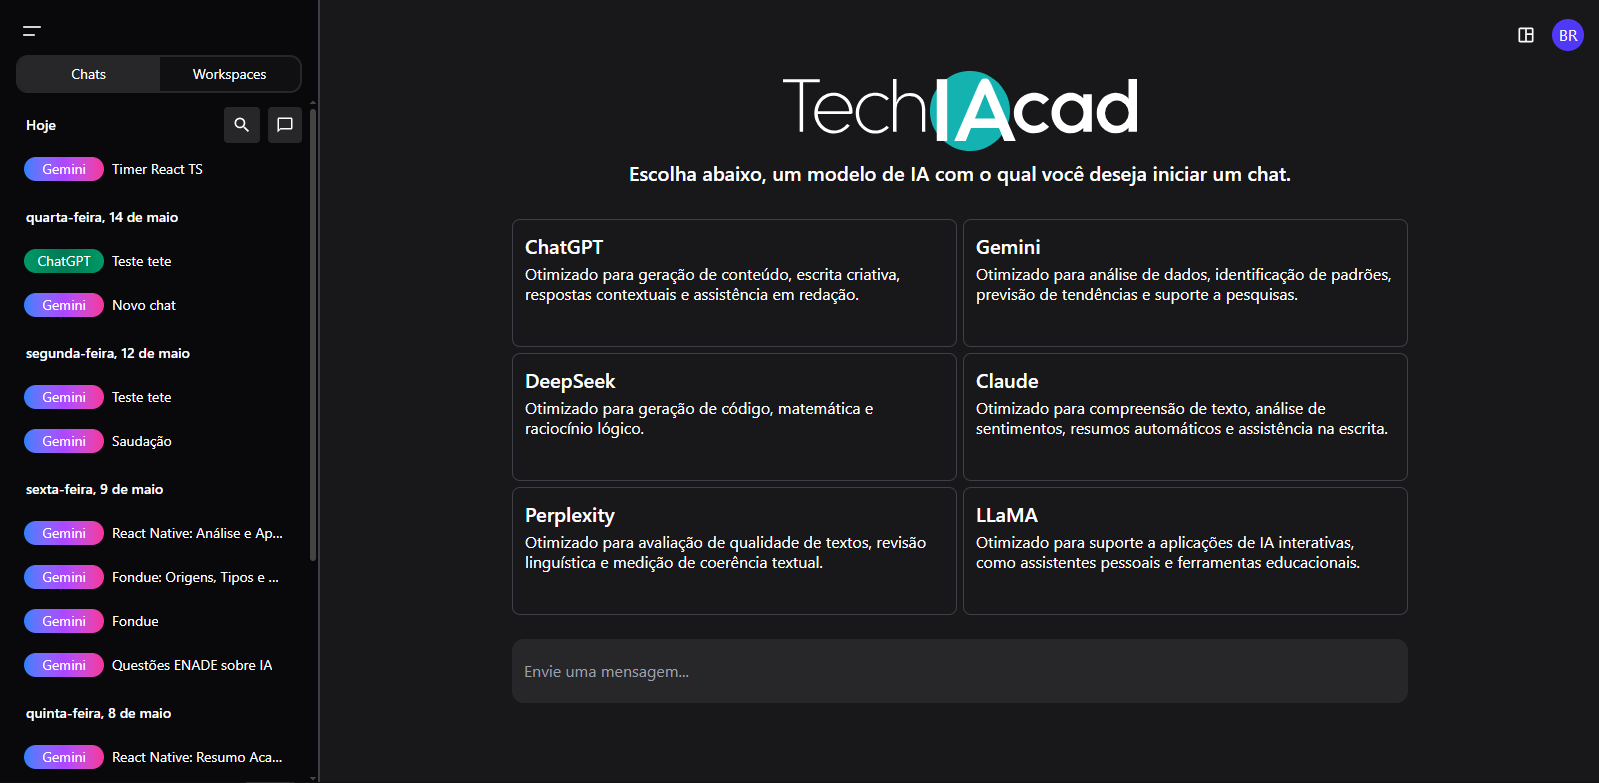 Chats
Workspaces
Hoje
Gemini Timer React TS
quarta-feira, 14 de maio
ChatGPT Teste tete
Gemini Novo chat
segunda-feira, 12 de maio
Gemini Teste tete
Gemini Saudação
sexta-feira, 9 de maio
Gemini React Native: Análise e Ap...
Gemini Fondue: Origens, Tipos e ...
Gemini Fondue
Gemini Questões ENADE sobre IA
quinta-feira, 8 de maio
Gemini React Native: Resumo Aca...
BR
TechIAcad
Escolha abaixo, um modelo de IA com o qual você deseja iniciar um chat.
ChatGPT
Otimizado para geração de conteúdo, escrita criativa,
respostas contextuais e assistência em redação.
Gemini
Otimizado para análise de dados, identificação de padrões,
previsão de tendências e suporte a pesquisas.
DeepSeek
Otimizado para geração de código, matemática e
raciocínio lógico.
Claude
Otimizado para compreensão de texto, análise de
sentimentos, resumos automáticos e assistência na escrita.
Perplexity
Otimizado para avaliação de qualidade de textos, revisão
linguística e medição de coerência textual.
LLaMA
Otimizado para suporte a aplicações de IA interativas,
como assistentes pessoais e ferramentas educacionais.
Envie uma mensagem...